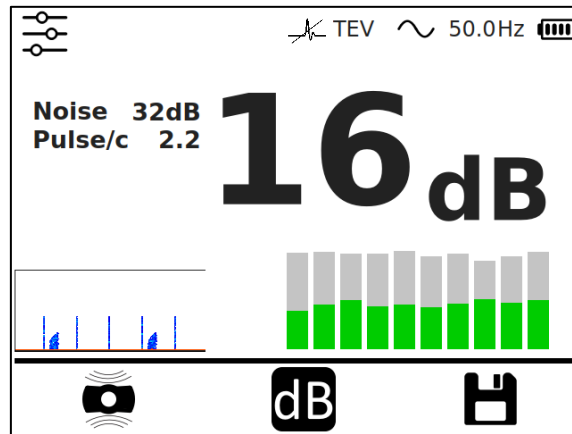 TEV 50.0Hz
Noise 32dB
Pulse/c 2.2
16 dB
dB